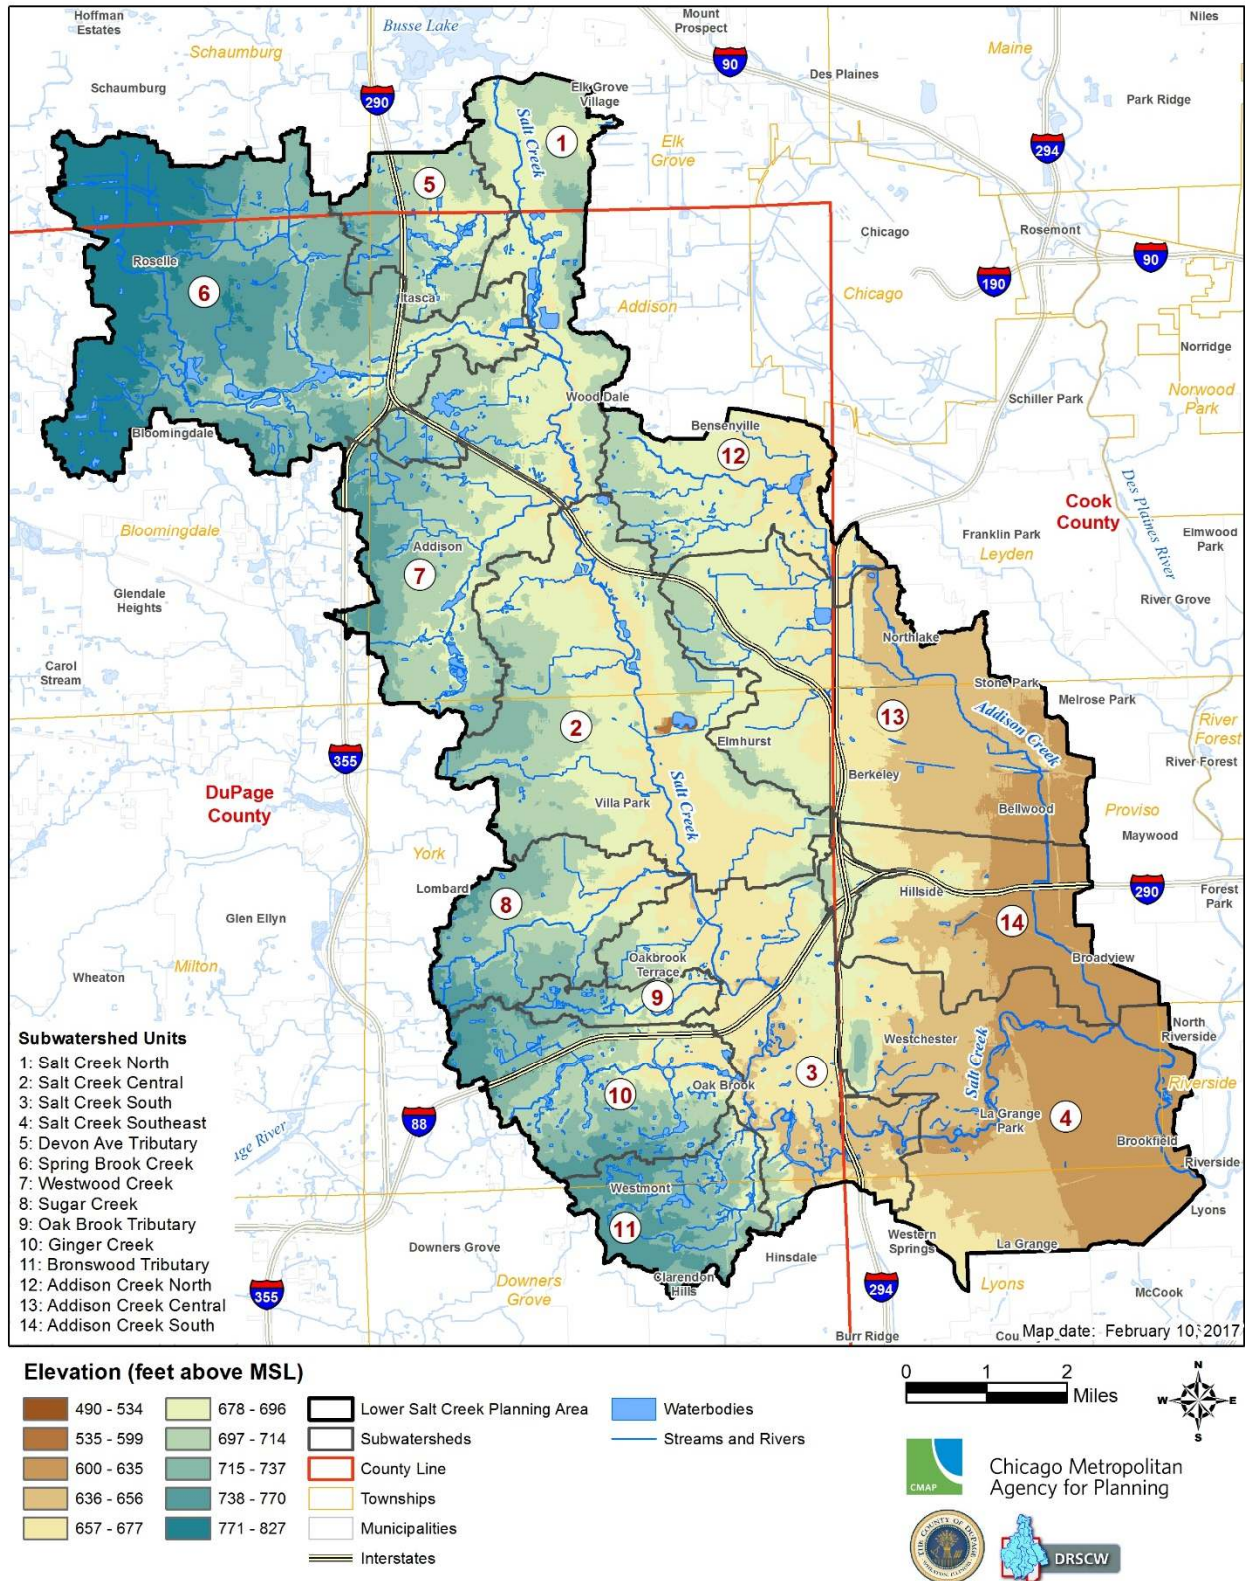 Hoffman
Estates
Busse Lake
Mount
Prospect
Niles
Schaumburg
Maine
90
Des Plaines
Schaumburg
290
Elk Grove
Village
Park Ridge
Salt Creek
1
Elk
Grove
294
5
Chicago
Rosemont
Roselle
90
190
6
Itasca
Addison
Chicago
Norridge
Wood Dale
Schiller Park
Norwood
Park
Bloomingdale
Bensenville
12
Des Plaines River
Cook
County
Bloomingdale
Addison
Franklin Park
Leyden
Elmwood
Park
7
Glendale
Heights
River Grove
Northlake
Carol
Stream
Stone Park
Melrose Park
13
Addison Creek
River
Forest
2
Elmhurst
355
Berkeley
River Forest
DuPage
County
Villa Park
Salt Creek
Bellwood
Proviso
Maywood
York
Lombard
8
Hillside
290
Forest
Park
Glen Ellyn
14
Wheaton
Milton
Oakbrook
Terrace
Broadview
9
Subwatershed Units
1: Salt Creek North
2: Salt Creek Central
3: Salt Creek South
4: Salt Creek Southeast
5: Devon Ave Tributary
6: Spring Brook Creek
7: Westwood Creek
8: Sugar Creek
9: Oak Brook Tributary
10: Ginger Creek
11: Bronswood Tributary
12: Addison Creek North
13: Addison Creek Central
14: Addison Creek South
North
Riverside
Westchester
Salt Creek
Oak Brook
3
Riverside
10
88
La Grange
Park
4
Brookfield
River
Riverside
Westmont
Lyons
11
Western
Springs
La Grange
Downers Grove
Hinsdale
Clarendon
Hills
Downers
Grove
355
294
Lyons
McCook
Burr Ridge
Map date: February 10, 2017
Elevation (feet above MSL)
490 - 534
535 - 599
600 - 635
636 - 656
657 - 677
678 - 696
697 - 714
715 - 737
738 - 770
771 - 827
Lower Salt Creek Planning Area
Subwatersheds
County Line
Townships
Municipalities
Interstates
Waterbodies
Streams and Rivers
0 1 2
Miles
N
W E
S
CMAP
Chicago Metropolitan
Agency for Planning
THE COUNTY OF DUPAGE
DRSCW